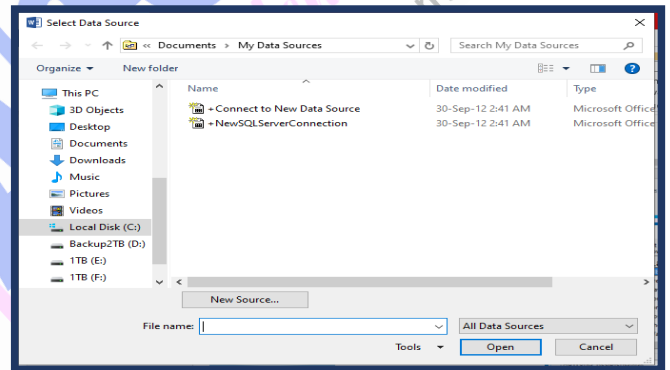 Select Data Source
« Documents › My Data Sources Search My Data Sources
Organize New folder ?
This PC
3D Objects
Desktop
Documents
Downloads
Music
Pictures
Videos
Local Disk (C:)
Backup2TB (D:)
1TB (E:)
1TB (F:)
Name Date modified Type
+Connect to New Data Source 30-Sep-12 2:41 AM Microsoft Office
+NewSQLServerConnection 30-Sep-12 2:41 AM Microsoft Office
New Source...
File name: All Data Sources
Tools Open Cancel